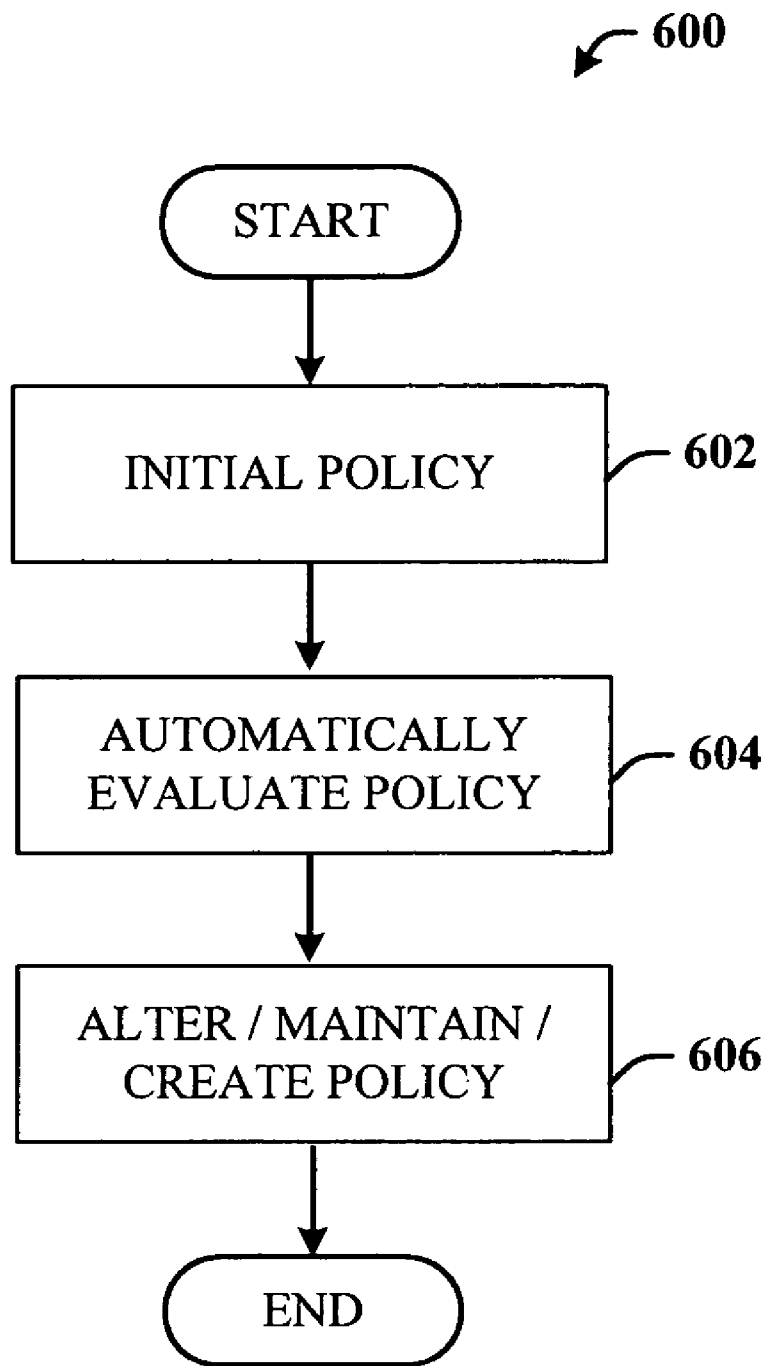 600
START
INITIAL POLICY
602
AUTOMATICALLY
EVALUATE POLICY
604
ALTER / MAINTAIN /
CREATE POLICY
606
END